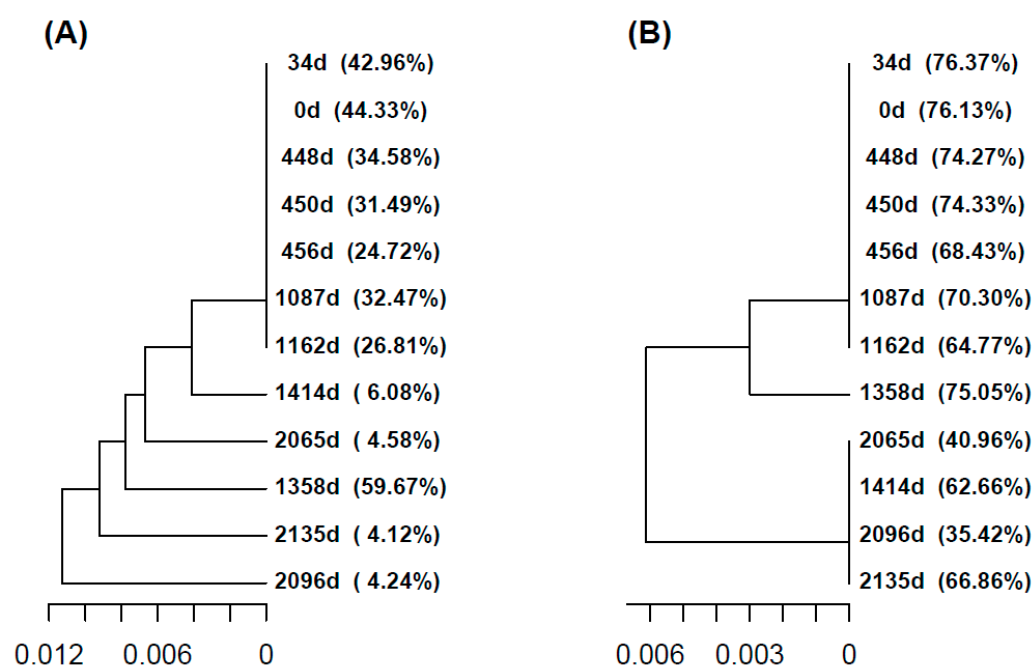 (A)
34d (42.96%)
0d (44.33%)
448d (34.58%)
450d (31.49%)
456d (24.72%)
1087d (32.47%)
1162d (26.81%)
1414d ( 6.08%)
2065d ( 4.58%)
1358d (59.67%)
2135d ( 4.12%)
2096d ( 4.24%)
0.012 0.006 0
(B)
34d (76.37%)
0d (76.13%)
448d (74.27%)
450d (74.33%)
456d (68.43%)
1087d (70.30%)
1162d (64.77%)
1358d (75.05%)
2065d (40.96%)
1414d (62.66%)
2096d (35.42%)
2135d (66.86%)
0.006 0.003 0